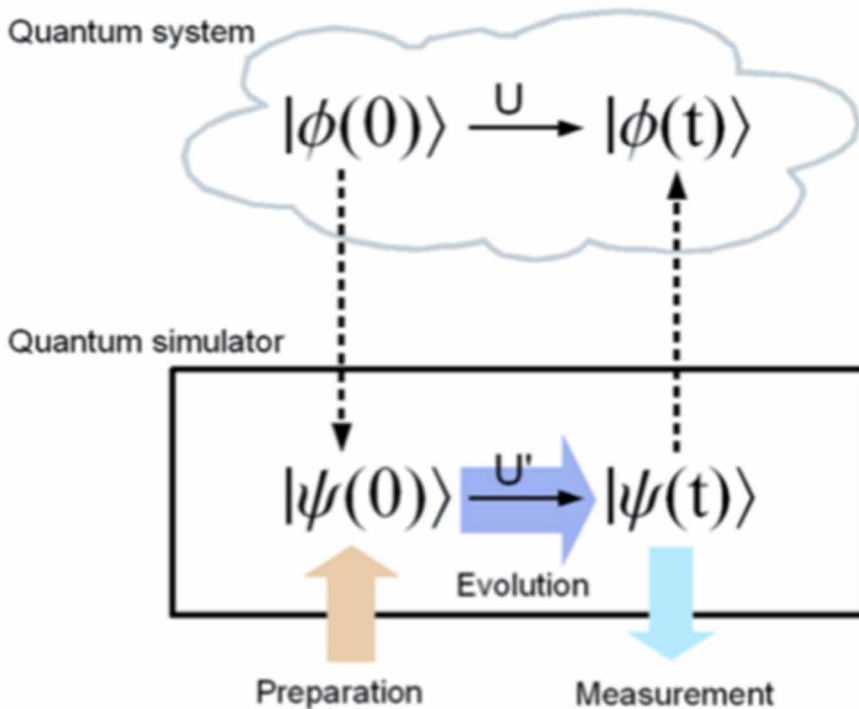 Quantum system
|ϕ(0)⟩ U |ϕ(t)⟩
Quantum simulator
|ψ(0)⟩ U' |ψ(t)⟩
Evolution
Preparation Measurement